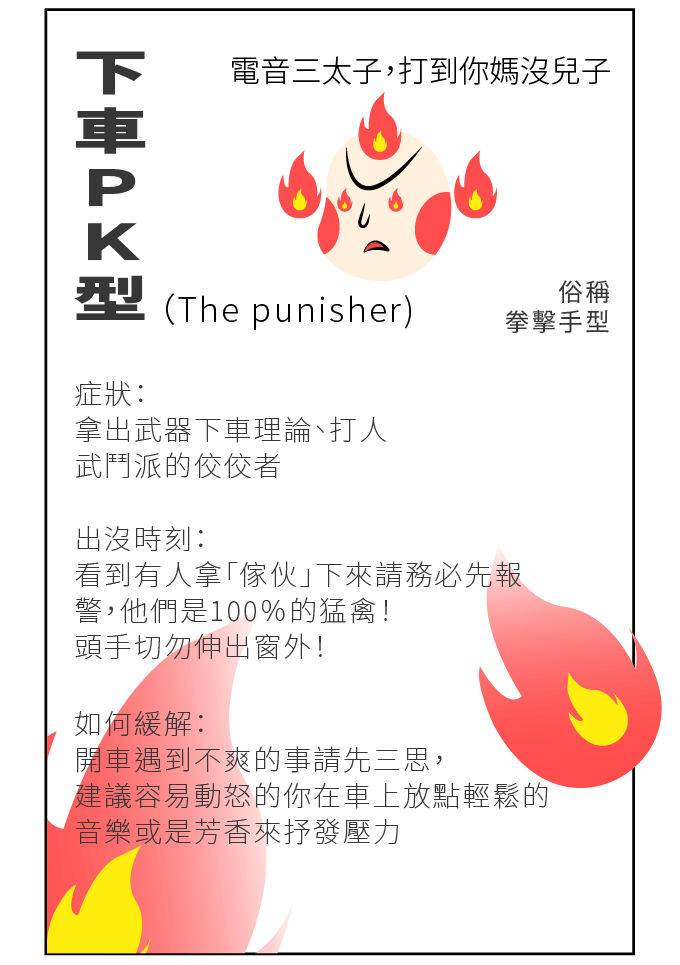 電音三太子，打到你媽沒兒子
下車PK型
（The punisher)
俗稱
拳擊手型
症狀：
拿出武器下車理論、打人
武鬥派的佼佼者
出沒時刻：
看到有人拿「傢伙」下來請務必先報
警，他們是100％的猛禽！
頭手切勿伸出窗外！
如何緩解：
開車遇到不爽的事請先三思，
建議容易動怒的你在車上放點輕鬆的
音樂或是芳香來抒發壓力